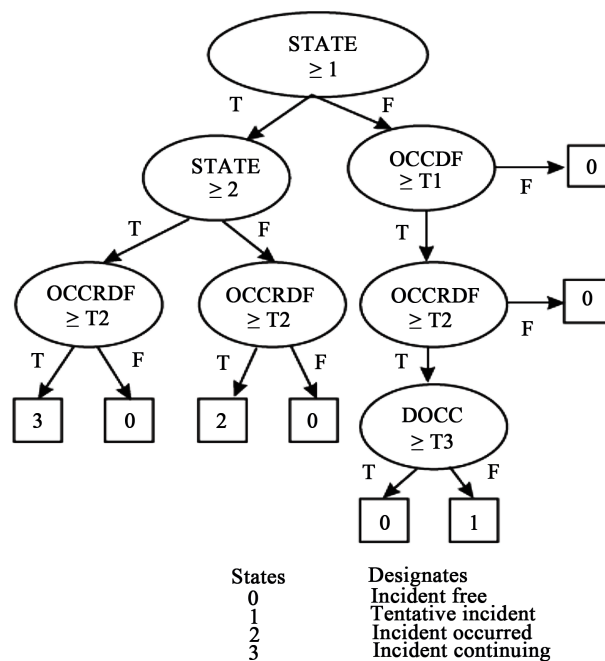 STATE
≥ 1
T
F
STATE
≥ 2
OCCDF
≥ T1
F
0
T
F
T
OCCRDF
≥ T2
OCCRDF
≥ T2
OCCRDF
≥ T2
F
0
T
F
T
F
T
3
0
2
0
DOCC
≥ T3
T
F
0
1
States Designates
0 Incident free
1 Tentative incident
2 Incident occurred
3 Incident continuing